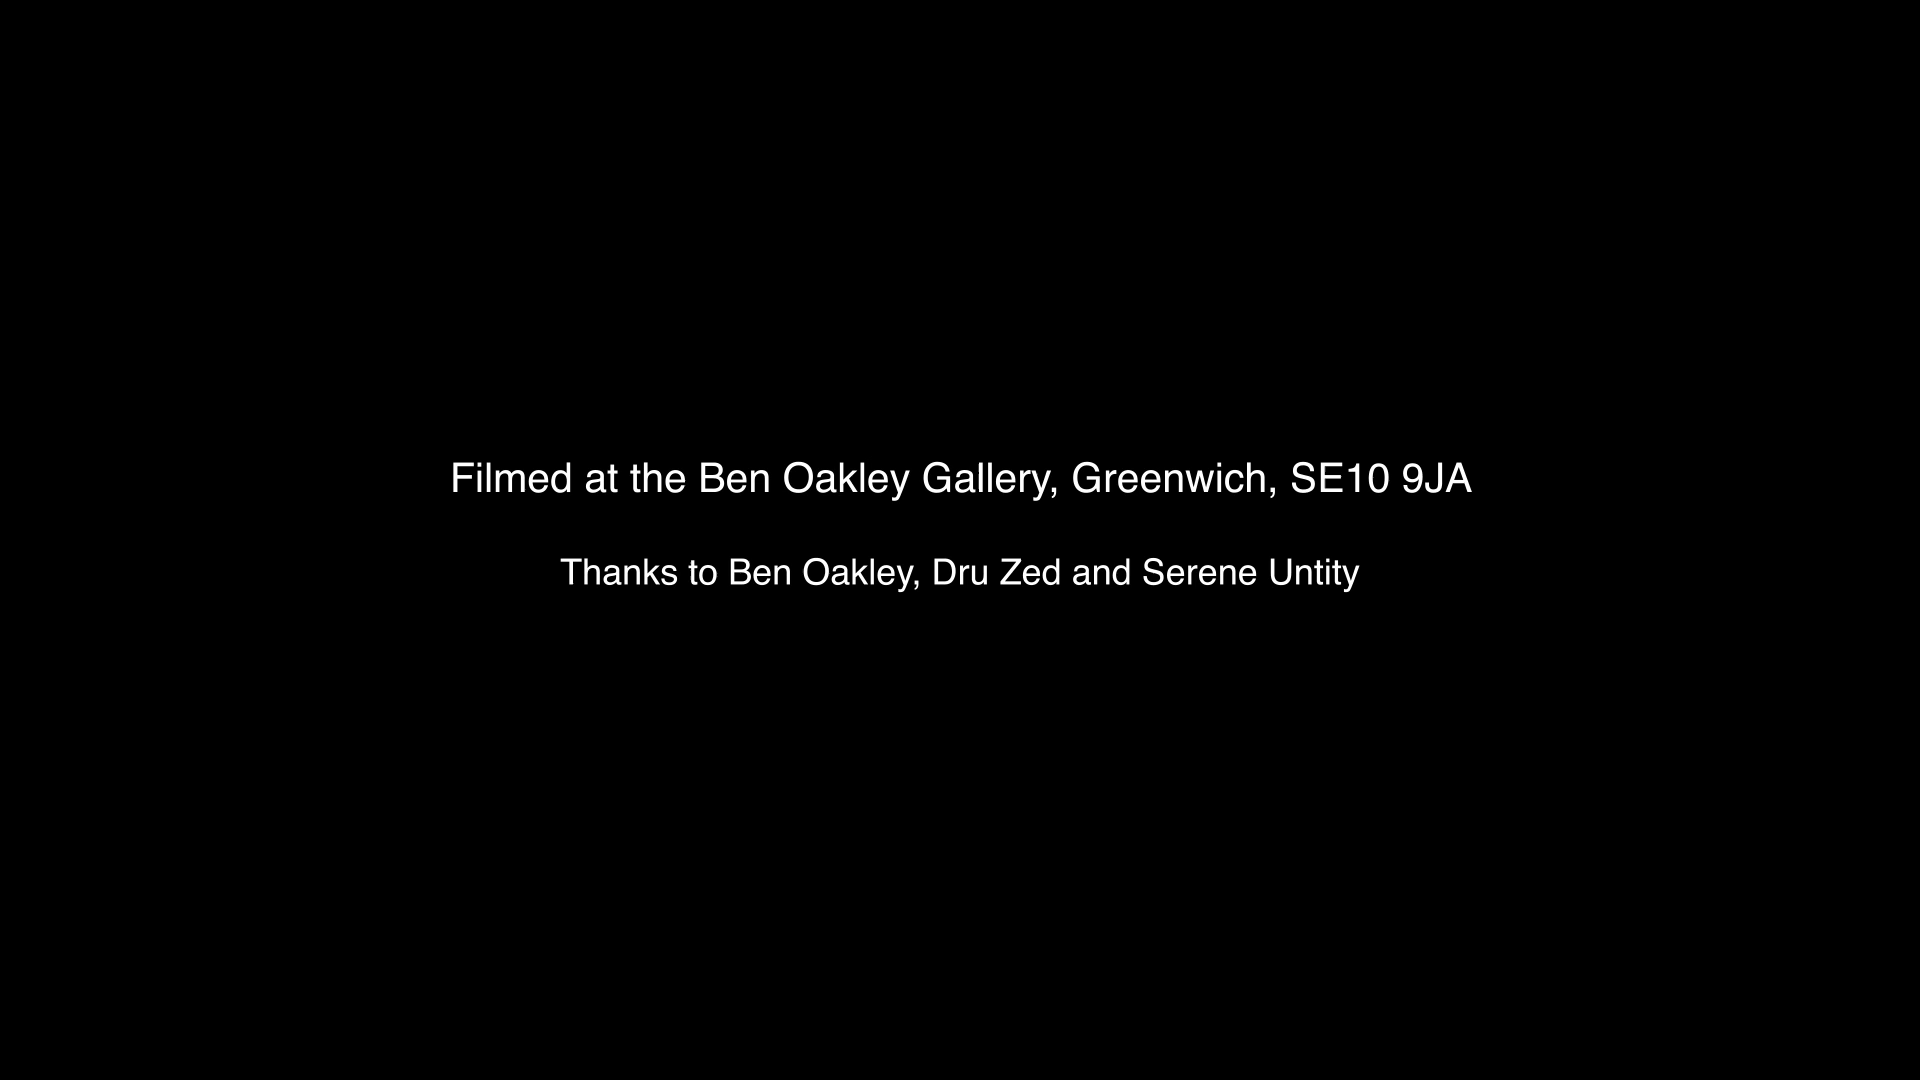 Filmed at the Ben Oakley Gallery, Greenwich, SE10 9JA
Thanks to Ben Oakley, Dru Zed and Serene Untity